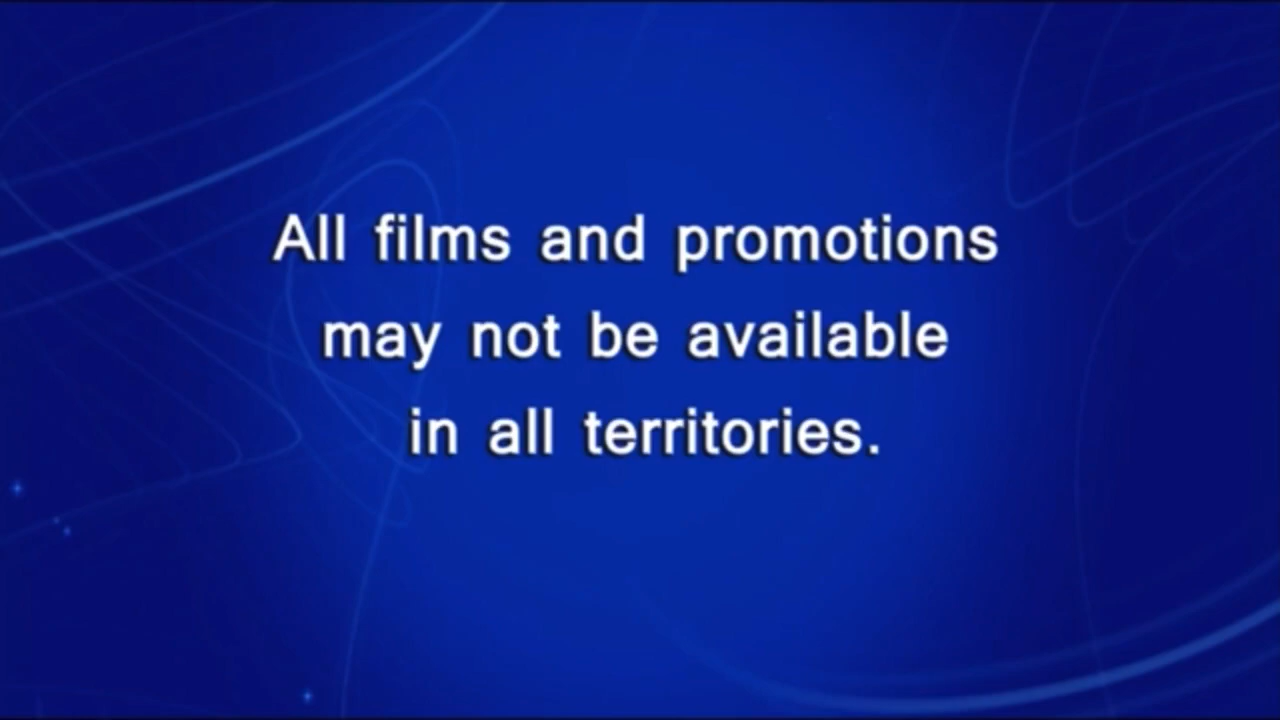 All films and promotions
may not be available
in all territories.